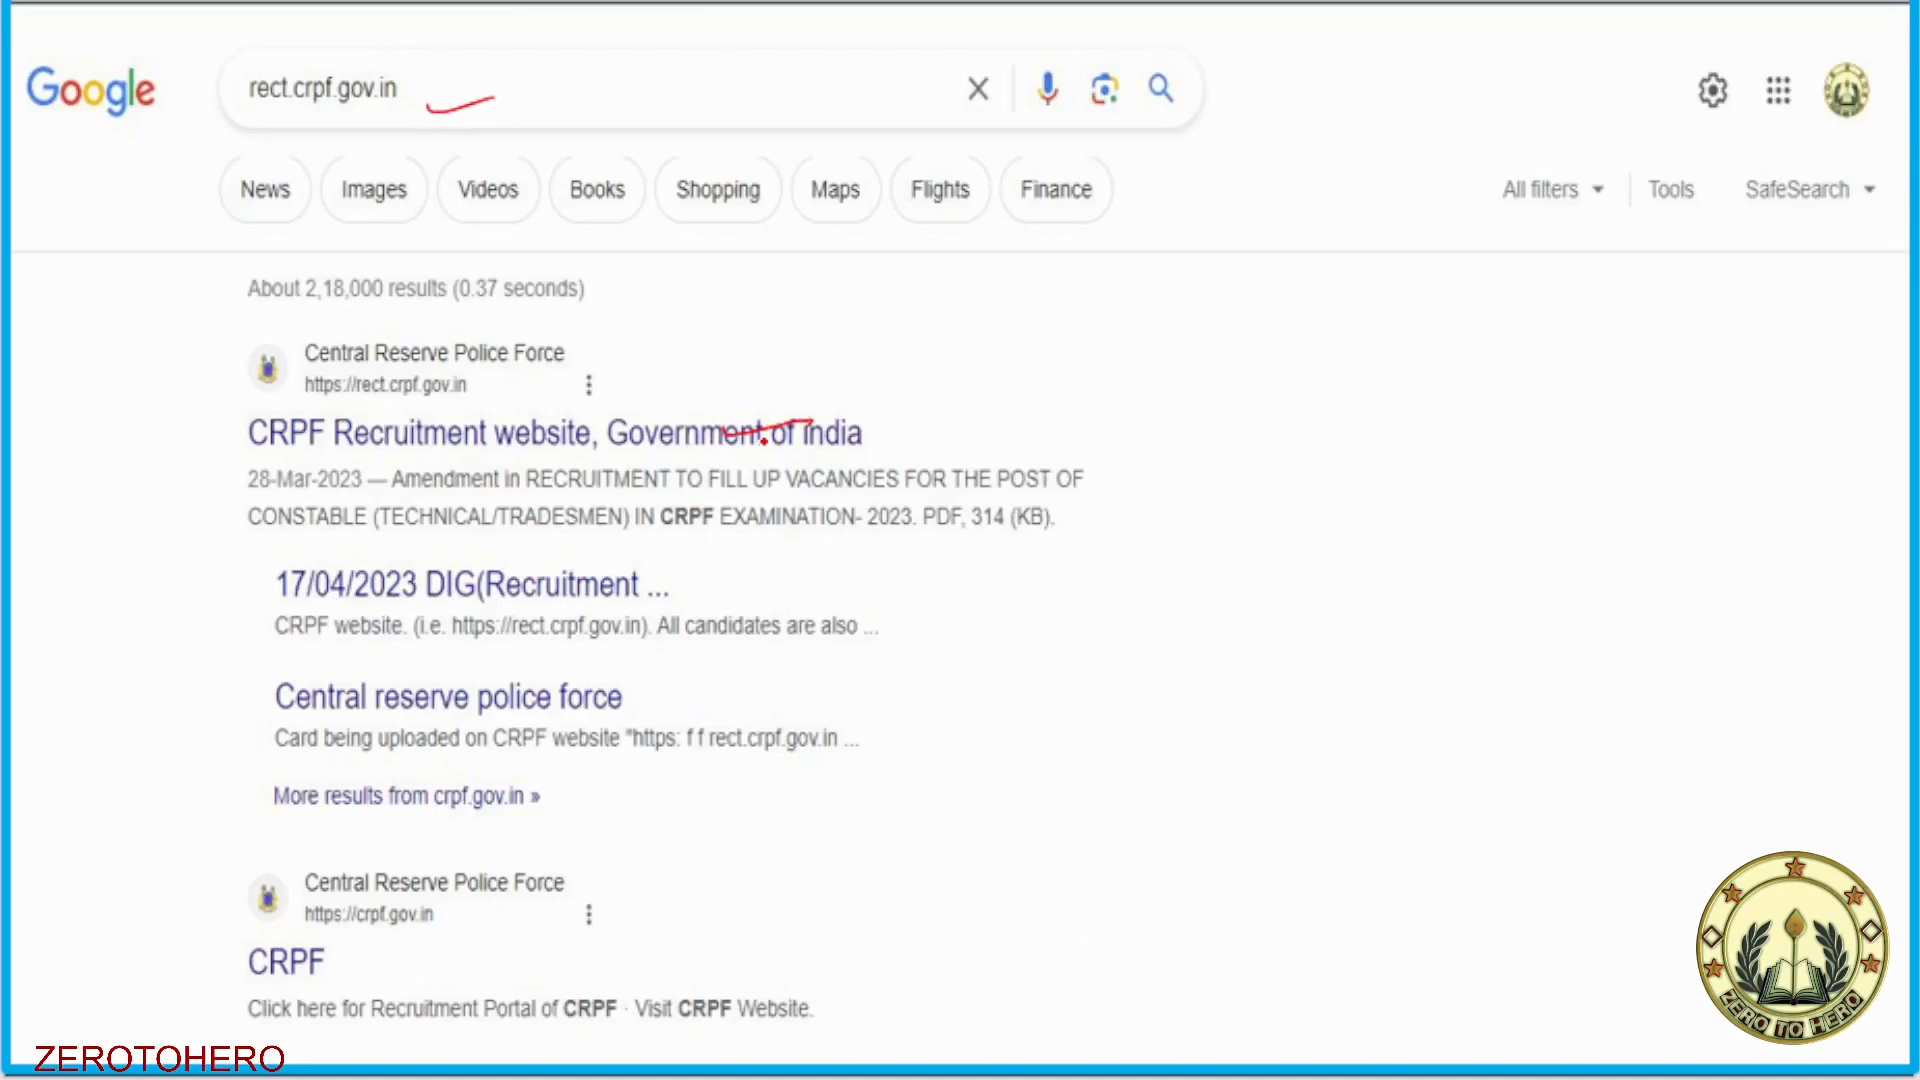 Google
rect.crpf.gov.in
News Images Videos Books Shopping Maps Flights Finance
All filters Tools SafeSearch
About 2,18,000 results (0.37 seconds)
Central Reserve Police Force
https://rect.crpf.gov.in
CRPF Recruitment website, Government of India
28-Mar-2023 — Amendment in RECRUITMENT TO FILL UP VACANCIES FOR THE POST OF
CONSTABLE (TECHNICAL/TRADESMEN) IN CRPF EXAMINATION- 2023. PDF, 314 (KB).
17/04/2023 DIG(Recruitment ...
CRPF website. (i.e. https://rect.crpf.gov.in). All candidates are also ...
Central reserve police force
Card being uploaded on CRPF website "https: f f rect.crpf.gov.in ...
More results from crpf.gov.in »
Central Reserve Police Force
https://crpf.gov.in
CRPF
Click here for Recruitment Portal of CRPF · Visit CRPF Website.
ZERO TO HERO
ZEROTOHERO